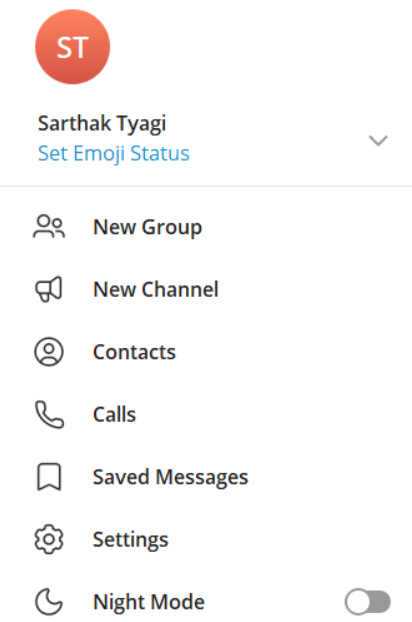 ST
Sarthak Tyagi
Set Emoji Status
New Group
New Channel
Contacts
Calls
Saved Messages
Settings
Night Mode